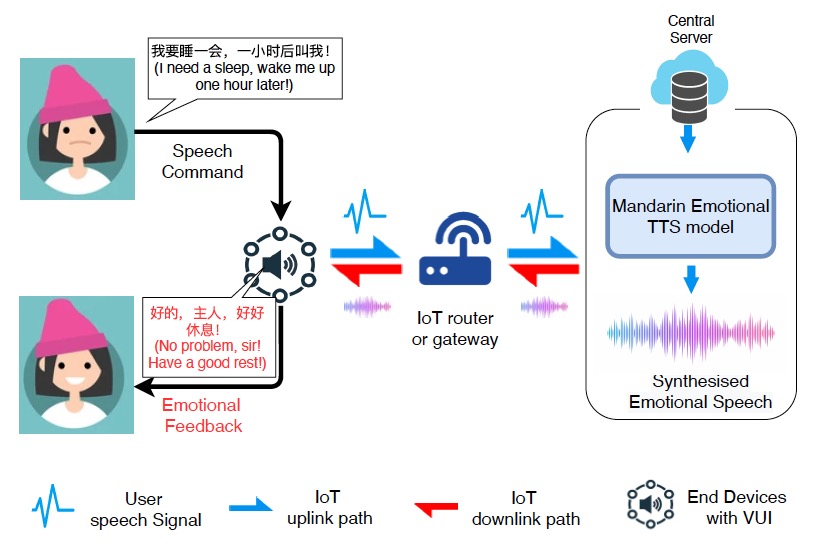 Central
Server
我要睡一会，一小时后叫我！
(I need a sleep, wake me up
one hour later!)
Speech
Command
Mandarin Emotional
TTS model
好的，主人，好好
休息！
(No problem, sir!
Have a good rest!)
IoT router
or gateway
Synthesised
Emotional Speech
Emotional
Feedback
User
speech Signal
IoT
uplink path
IoT
downlink path
End Devices
with VUI